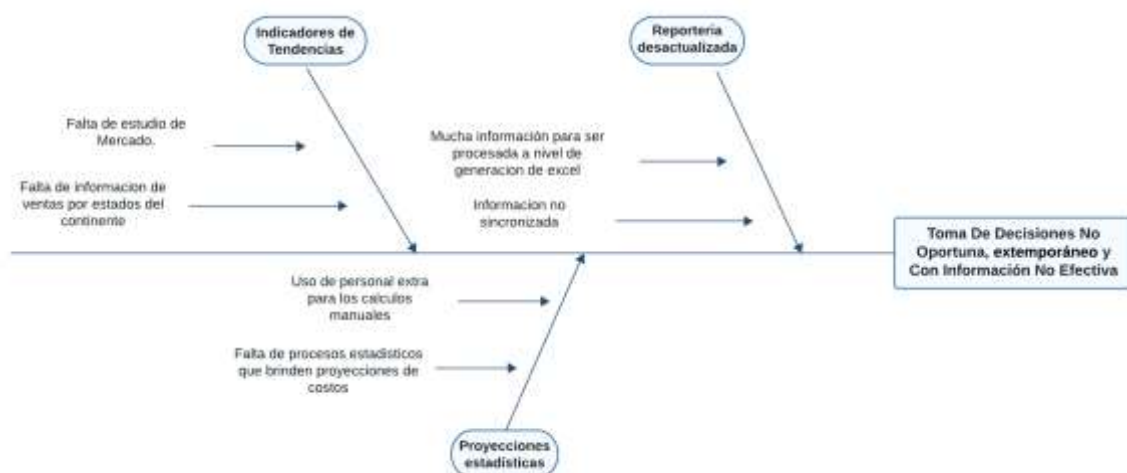 Indicadores de
Tendencias
Reporteria
desactualizada
Falta de estudio de
Mercado.
Falta de informacion de
ventas por estados del
continente
Mucha información para ser
procesada a nivel de
generacion de excel
Informacion no
sincronizada
Toma De Decisiones No
Oportuna, extemporáneo y
Con Información No Efectiva
Uso de personal extra
para los calculos
manuales
Falta de procesos estadísticos
que brinden proyecciones de
costos
Proyecciones
estadísticas